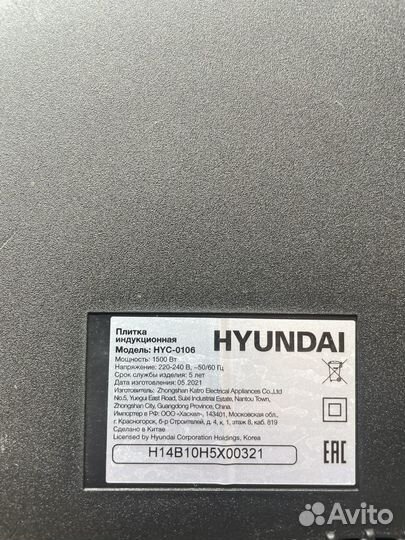 Плитка
индукционная
Модель: HYC-0106
HYUNDAI
Мощность: 1500 Вт
Напряжение: 220-240 В, ~50/60 Гц
Срок службы изделия: 5 лет
Дата изготовления: 05.2021
Изготовитель: Zhongshan Katro Electrical Appliances Co.,Ltd
No.5, Yuegui East Road, Suixi Industrial Estate, Nantou Town,
Zhongshan City, Guangdong Province, China.
Импортер в РФ: ООО «Хаскел», 143401, Московская обл.,
г. Красногорск, б-р Строителей, д. 4, к. 1, этаж 8, каб. 819
Сделано в Китае
Licensed by Hyundai Corporation Holdings, Korea
EAC
H14B10H5X00321
Avito